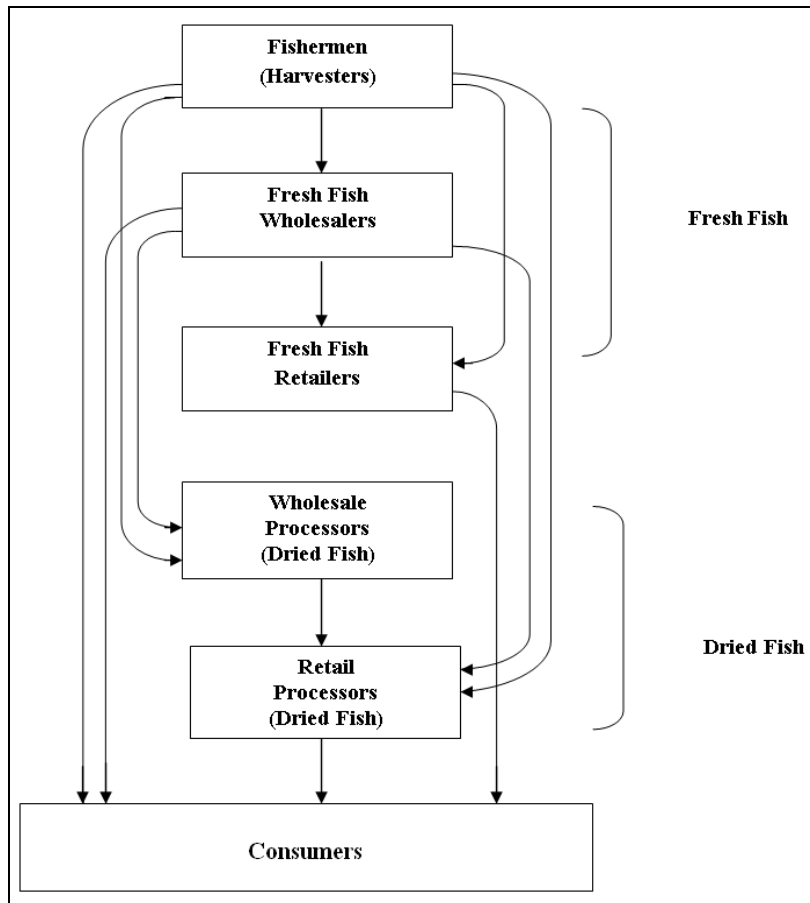 Fishermen
(Harvesters)
Fresh Fish
Wholesalers
Fresh Fish
Fresh Fish
Retailers
Wholesale
Processors
(Dried Fish)
Dried Fish
Retail
Processors
(Dried Fish)
Consumers